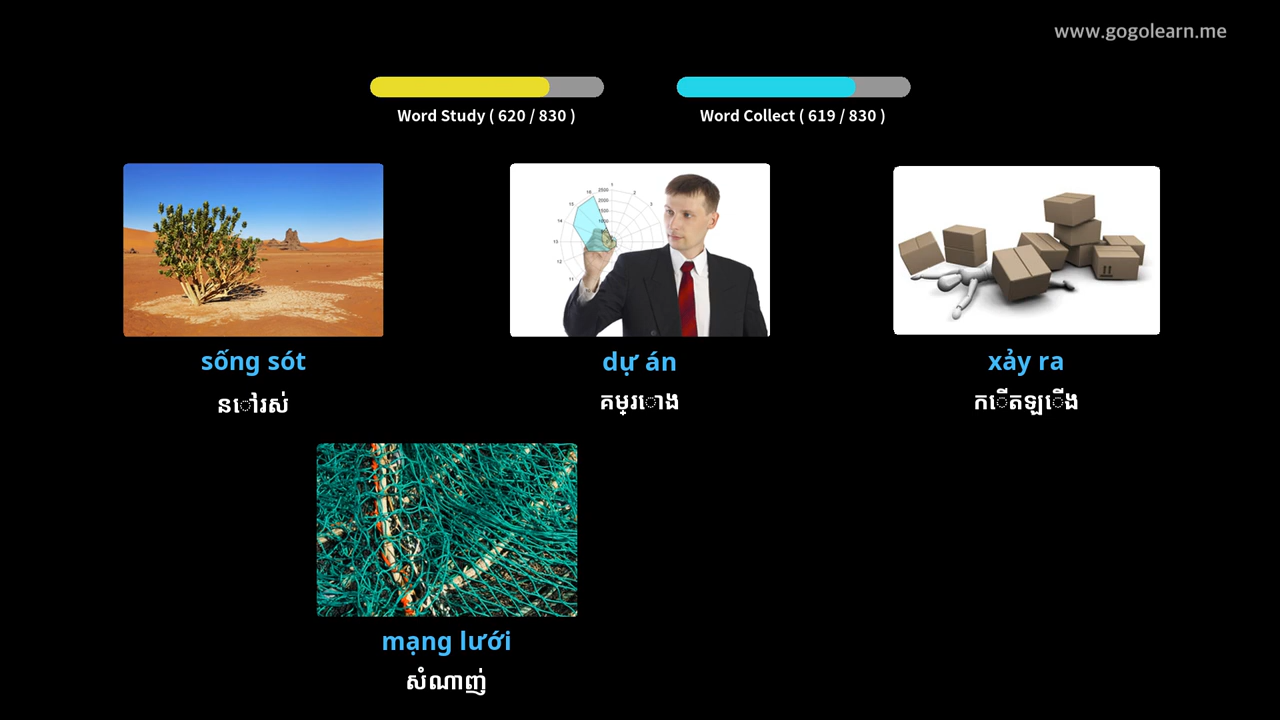 www.gogolearn.me
Word Study ( 620 / 830 )
Word Collect ( 619 / 830 )
sống sót
នៅរស់
dự án
គម្រោង
xảy ra
កើតឡើង
mạng lưới
សំណាញ់